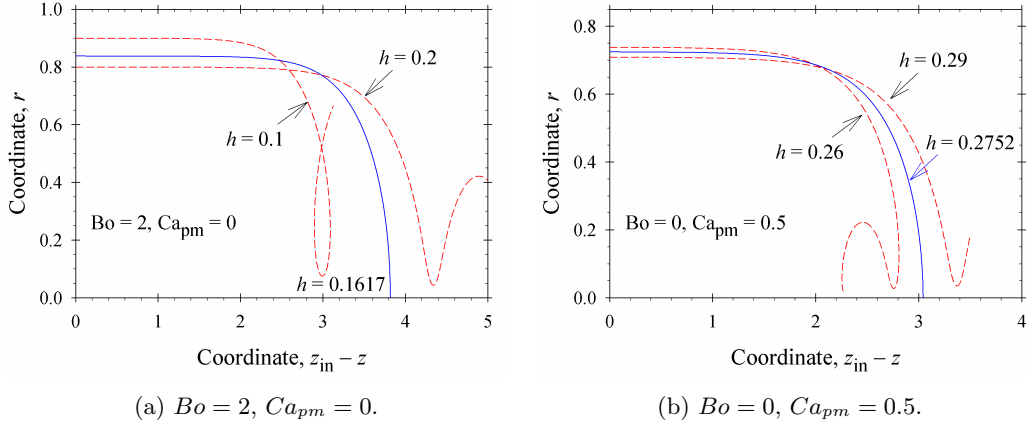 1.0
0.8
0.6
0.4
0.2
0.0
Coordinate, r
h = 0.2
h = 0.1
Bo = 2, Ca_pm = 0
h = 0.1617
0 1 2 3 4 5
Coordinate, z_in − z
(a) Bo = 2, Ca_pm = 0.
0.8
0.6
0.4
0.2
0.0
Coordinate, r
h = 0.29
h = 0.26
h = 0.2752
Bo = 0, Ca_pm = 0.5
0 1 2 3 4
Coordinate, z_in − z
(b) Bo = 0, Ca_pm = 0.5.